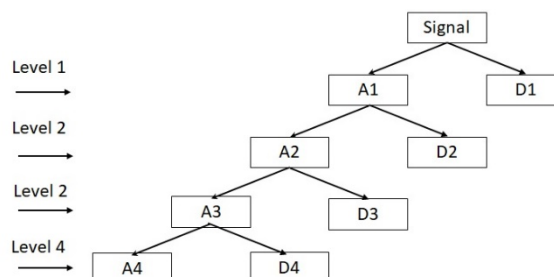 Signal
Level 1
A1 D1
Level 2
A2 D2
Level 2
A3 D3
Level 4
A4 D4